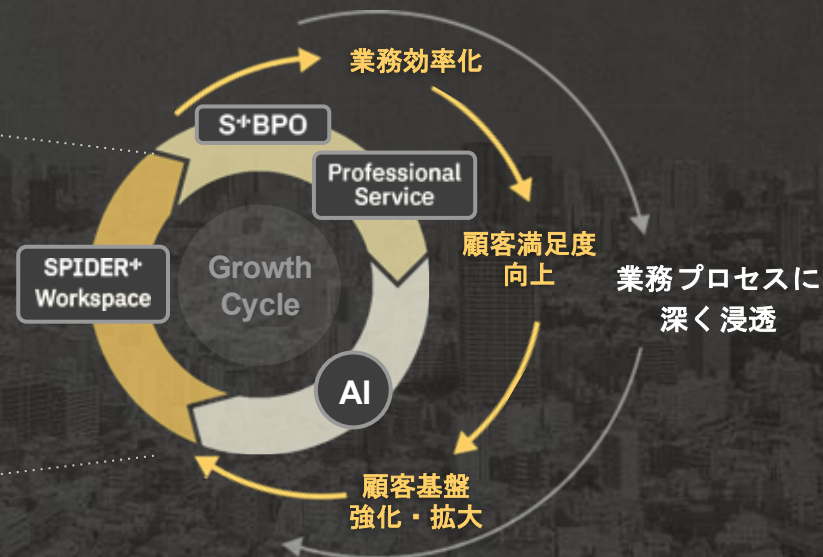 業務効率化
S+BPO
Professional
Service
顧客満足度
向上
業務プロセスに
深く浸透
SPIDER+
Workspace
Growth
Cycle
AI
顧客基盤
強化・拡大